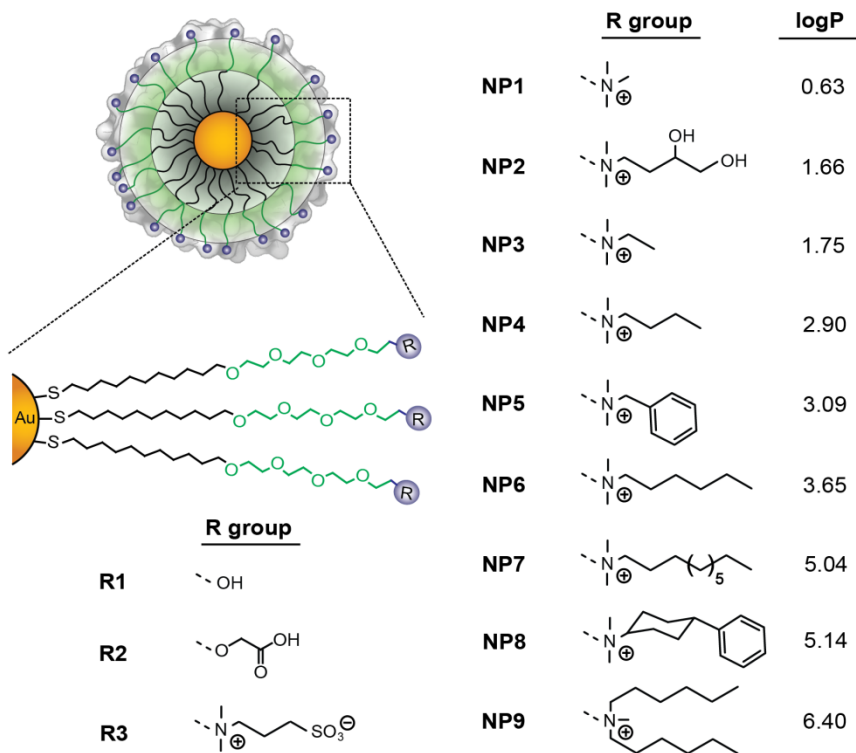 R group logP
NP1 N ⊕ 0.63
NP2 N ⊕ OH OH 1.66
NP3 N ⊕ 1.75
NP4 N ⊕ 2.90
NP5 N ⊕ 3.09
NP6 N ⊕ 3.65
NP7 N ⊕ 5 5.04
NP8 N ⊕ 5.14
NP9 N ⊕ 6.40
S O O O O R
Au S O O O O R
S O O O O R
R group
R1 OH
R2 O OH O
R3 N ⊕ SO₃ ⊖